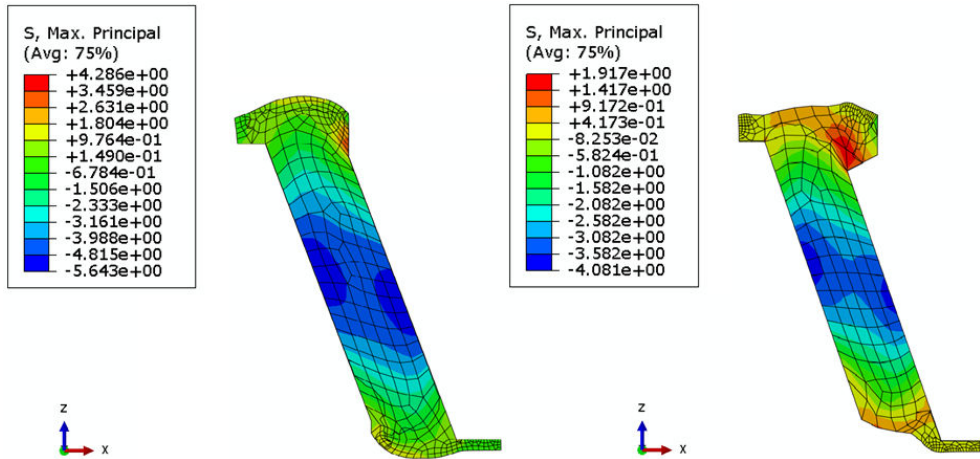 S, Max. Principal
(Avg: 75%)
+4.286e+00
+3.459e+00
+2.631e+00
+1.804e+00
+9.764e-01
+1.490e-01
-6.784e-01
-1.506e+00
-2.333e+00
-3.161e+00
-3.988e+00
-4.815e+00
-5.643e+00
z
x
S, Max. Principal
(Avg: 75%)
+1.917e+00
+1.417e+00
+9.172e-01
+4.173e-01
-8.253e-02
-5.824e-01
-1.082e+00
-1.582e+00
-2.082e+00
-2.582e+00
-3.082e+00
-3.582e+00
-4.081e+00
z
x